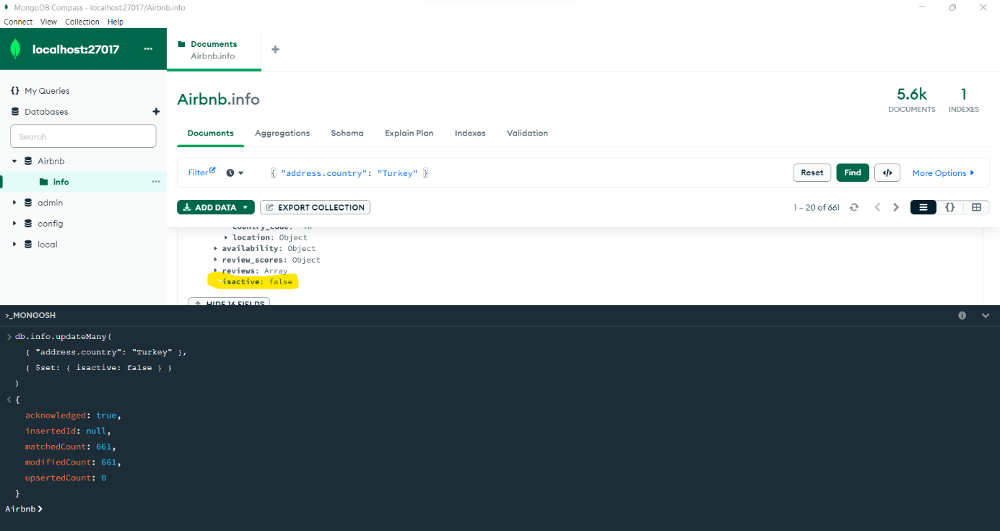 MongoDB Compass - localhost:27017/Airbnb.info
Connect View Collection Help
localhost:27017 ...
Documents
Airbnb.info
+
{} My Queries
Databases +
Search
Airbnb
info ...
admin
config
local
Airbnb.info
5.6k
DOCUMENTS
1
INDEXES
Documents Aggregations Schema Explain Plan Indexes Validation
Filter { "address.country": "Turkey" } Reset Find </> More Options
ADD DATA EXPORT COLLECTION 1 – 20 of 661 {}
country_code: "TR"
location: Object
availability: Object
review_scores: Object
reviews: Array
isactive: false
HIDE 16 FIELDS
>_MONGOSH
> db.info.updateMany(
{ "address.country": "Turkey" },
{ $set: { isactive: false } }
)
< {
acknowledged: true,
insertedId: null,
matchedCount: 661,
modifiedCount: 661,
upsertedCount: 0
}
Airbnb>